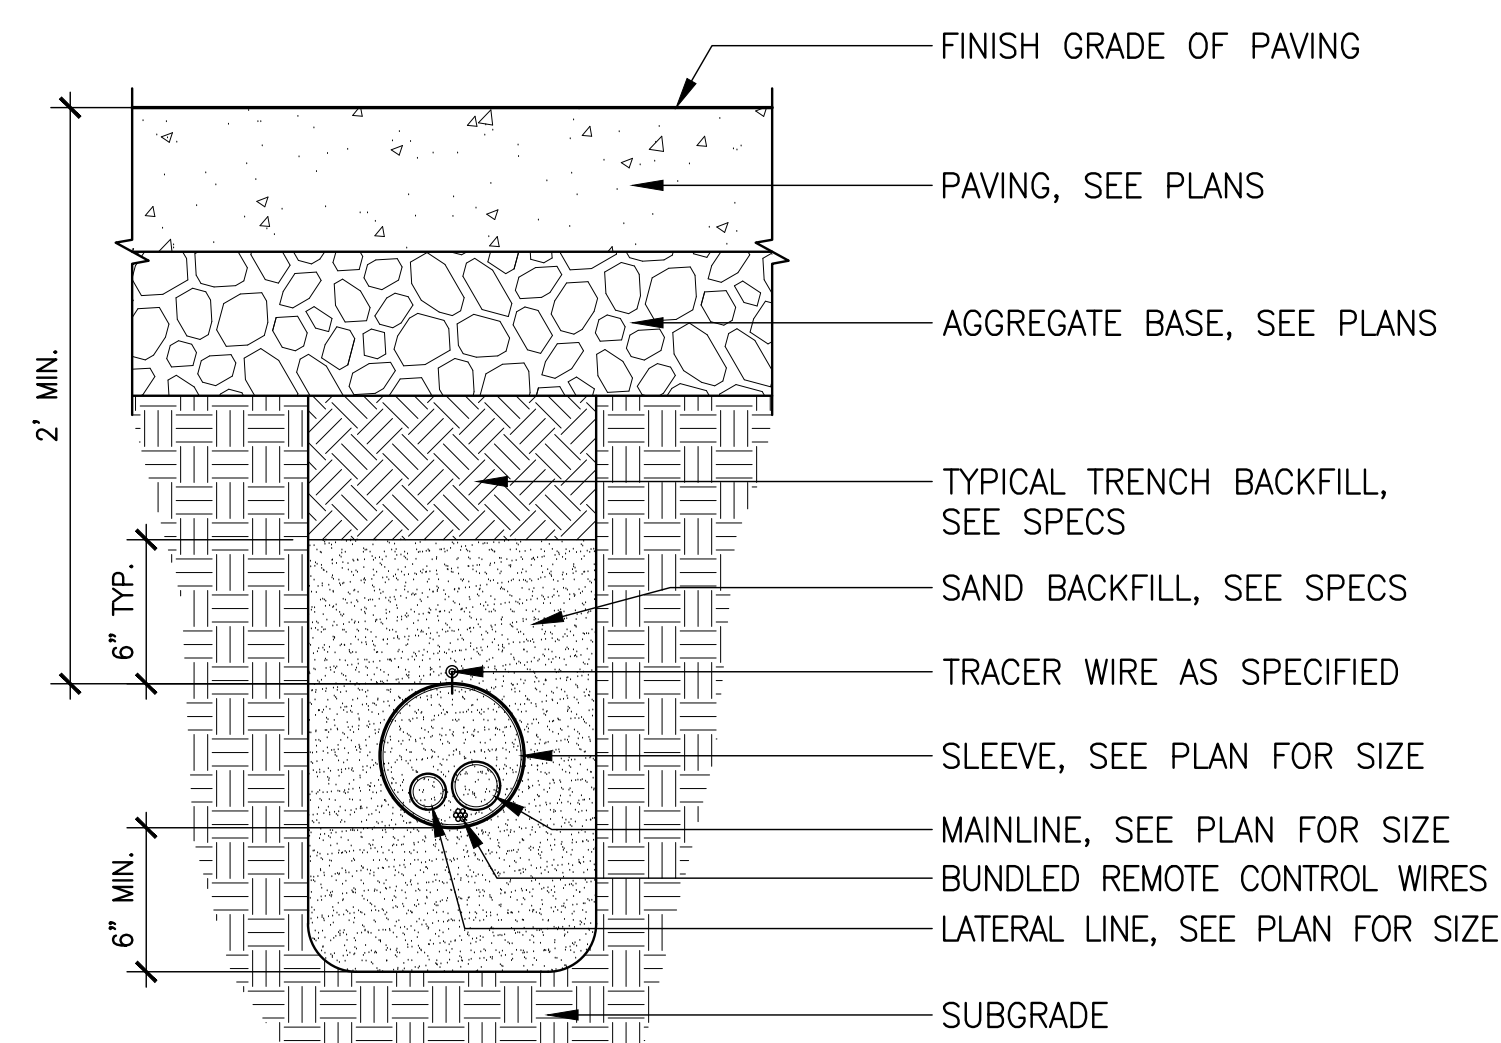 FINISH GRADE OF PAVING
PAVING, SEE PLANS
AGGREGATE BASE, SEE PLANS
2' MIN.
TYPICAL TRENCH BACKFILL,
SEE SPECS
6" TYP.
SAND BACKFILL, SEE SPECS
TRACER WIRE AS SPECIFIED
SLEEVE, SEE PLAN FOR SIZE
MAINLINE, SEE PLAN FOR SIZE
6" MIN.
BUNDLED REMOTE CONTROL WIRES
LATERAL LINE, SEE PLAN FOR SIZE
SUBGRADE